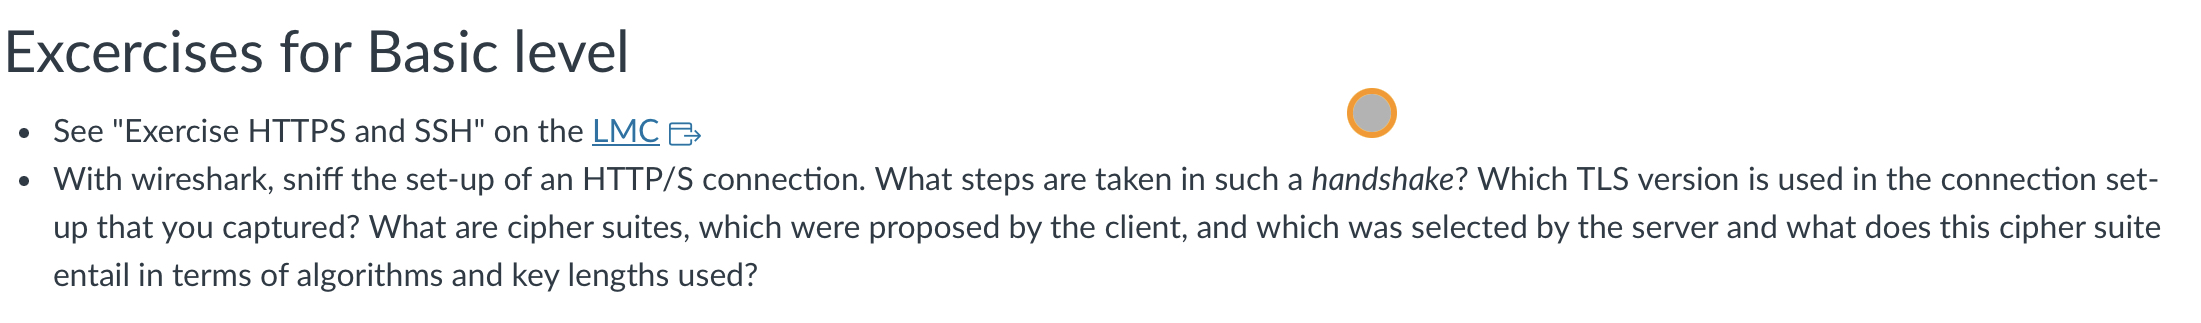 Excercises for Basic level
See "Exercise HTTPS and SSH" on the LMC
With wireshark, sniff the set-up of an HTTP/S connection. What steps are taken in such a handshake? Which TLS version is used in the connection set-
up that you captured? What are cipher suites, which were proposed by the client, and which was selected by the server and what does this cipher suite
entail in terms of algorithms and key lengths used?